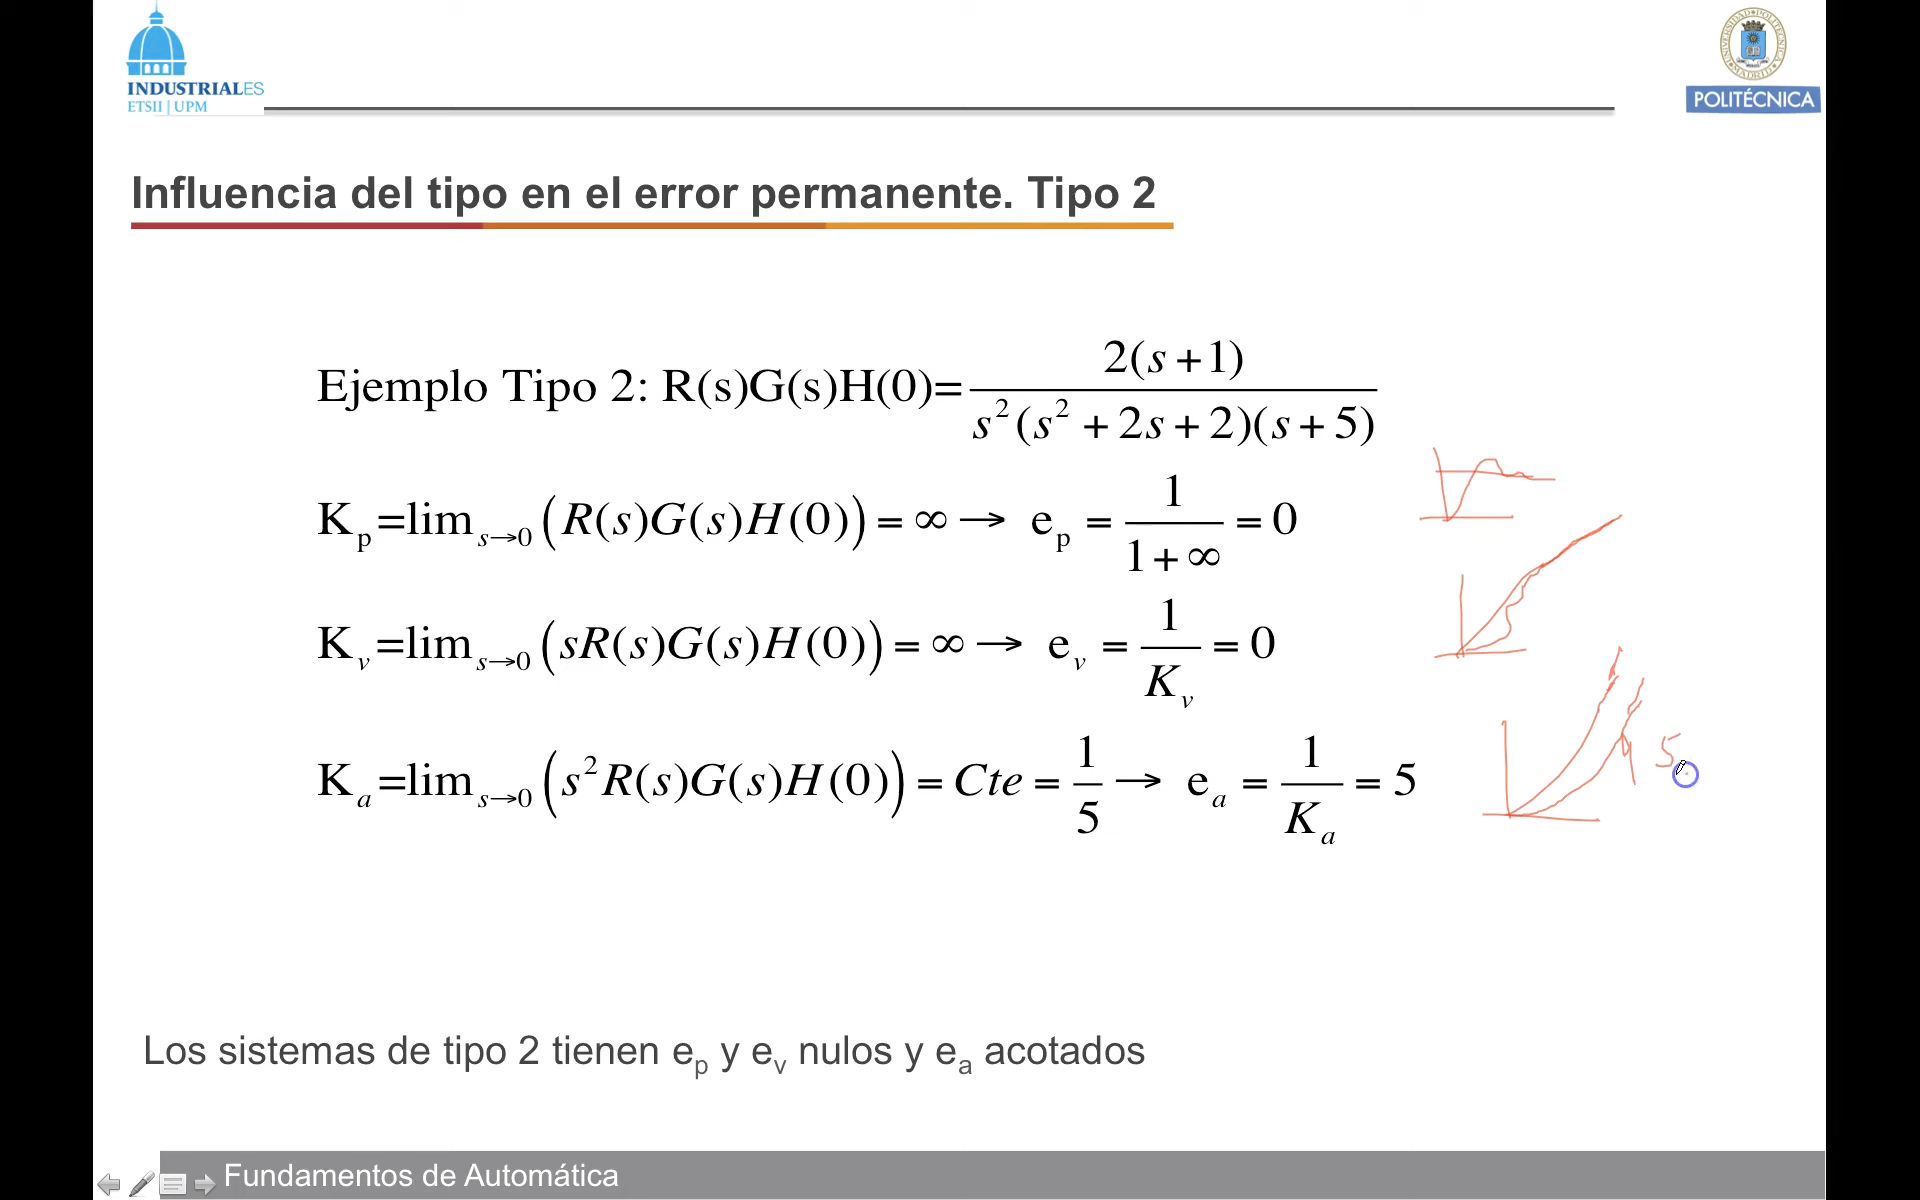 INDUSTRIALES
ETSII | UPM
UNIVERSIDAD POLITÉCNICA MADRID
POLITÉCNICA
Influencia del tipo en el error permanente. Tipo 2
Ejemplo Tipo 2: R(s)G(s)H(0)= 2(s+1) / s²(s²+2s+2)(s+5)
Kp=lim s→0 (R(s)G(s)H(0)) = ∞ → ep = 1 / 1+∞ = 0
Kv=lim s→0 (sR(s)G(s)H(0)) = ∞ → ev = 1 / Kv = 0
Ka=lim s→0 (s²R(s)G(s)H(0)) = Cte = 1 / 5 → ea = 1 / Ka = 5
5
Los sistemas de tipo 2 tienen ep y ev nulos y ea acotados
Fundamentos de Automática